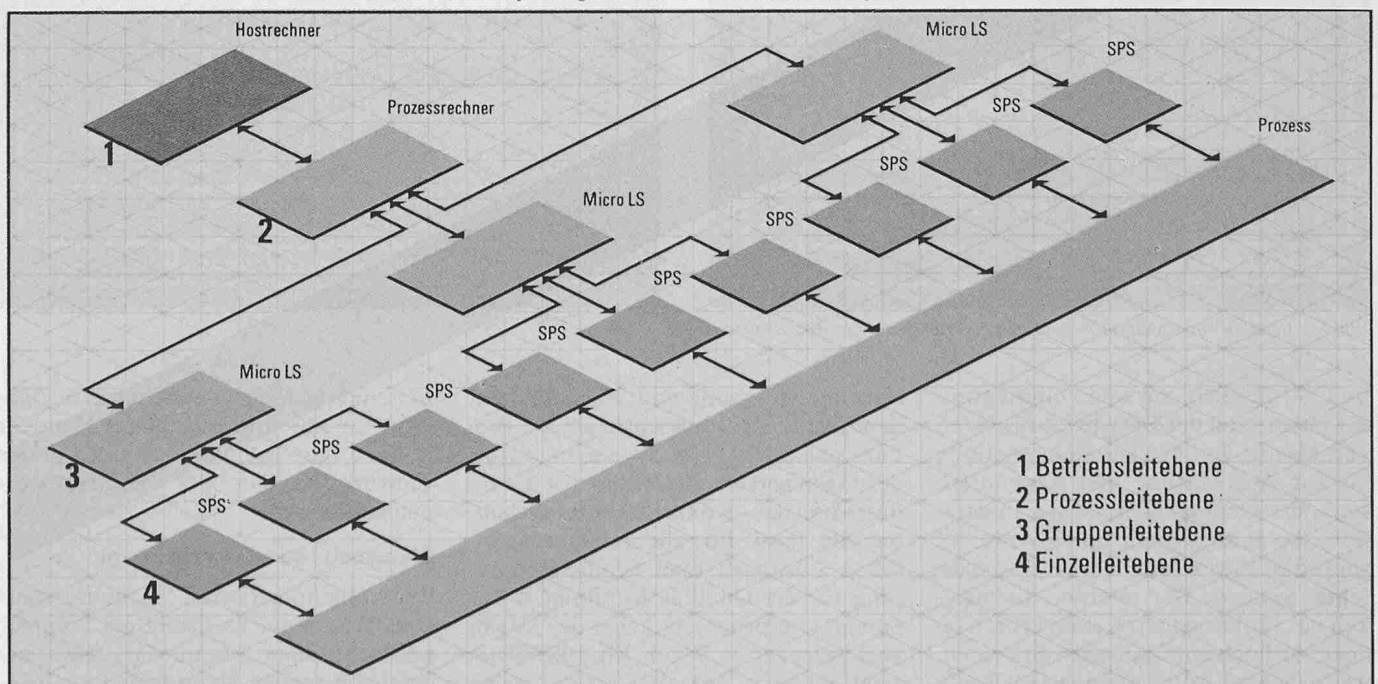 Hostrechner
Micro LS
SPS
Prozessrechner
SPS
Prozess
1
SPS
Micro LS
SPS
2
SPS
SPS
SPS
Micro LS
SPS
SPS
3
SPS
4
1 Betriebsleitebene
2 Prozessleitebene
3 Gruppenleitebene
4 Einzelleitebene